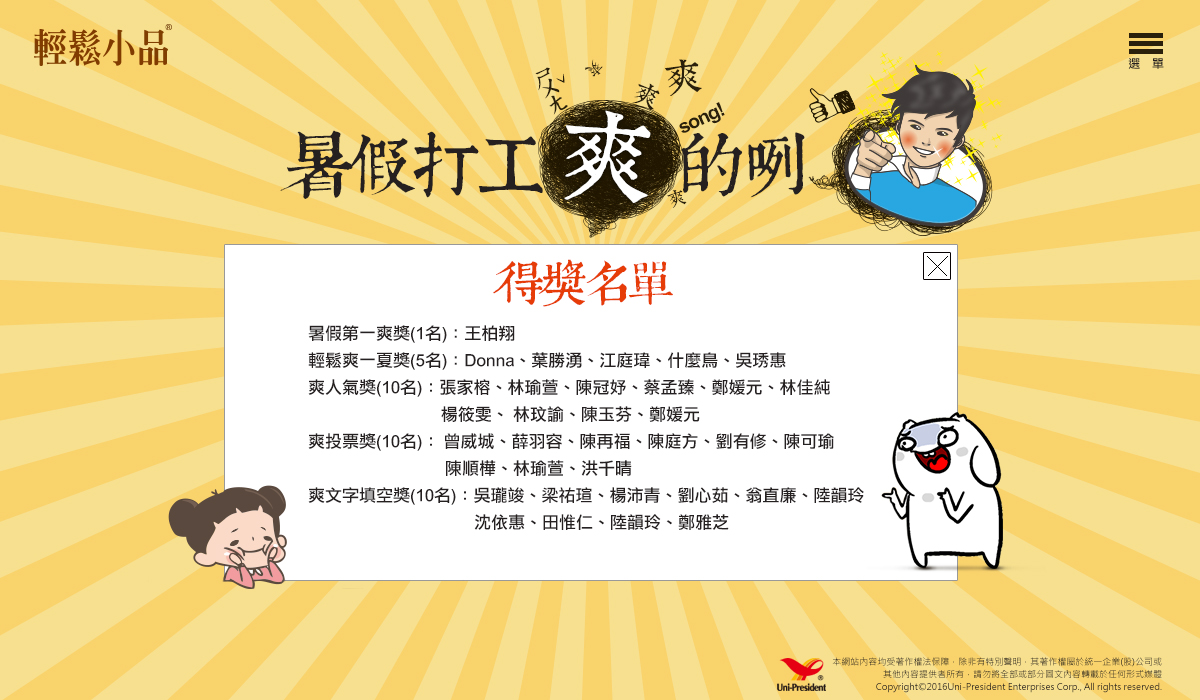 輕鬆小品®
選 單
ㄕㄨㄤ
爽
爽
song!
暑假打工爽的咧
爽
得獎名單
暑假第一爽獎(1名)：王柏翔
輕鬆爽一夏獎(5名)：Donna、葉勝湧、江庭瑋、什麼鳥、吳琇惠
爽人氣獎(10名)：張家榕、林瑜萱、陳冠妤、蔡孟臻、鄭媛元、林佳純
楊筱雯、 林玟諭、陳玉芬、鄭媛元
爽投票獎(10名)： 曾威城、薛羽容、陳再福、陳庭方、劉有修、陳可瑜
陳順樺、林瑜萱、洪千晴
爽文字填空獎(10名)：吳瓏竣、梁祐瑄、楊沛青、劉心茹、翁直廉、陸韻玲
沈依惠、田惟仁、陸韻玲、鄭雅芝
Uni-President
本網站內容均受著作權法保障﹐除非有特別聲明﹐其著作權屬於統一企業(股)公司或
其他內容提供者所有﹐請勿將全部或部分圖文內容轉載於任何形式媒體
Copyright©2016Uni-President Enterprises Corp., All rights reserved.